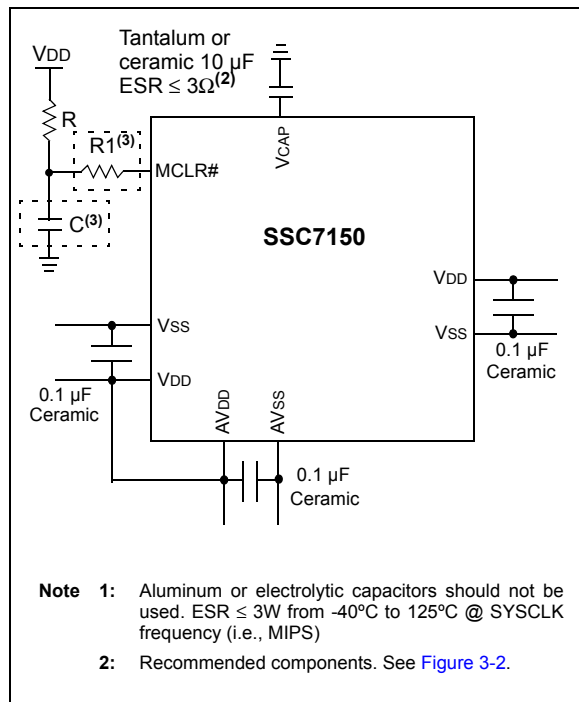 Tantalum or
ceramic 10 µF
ESR ≤ 3Ω(2)
VDD
R
R1(3)
MCLR#
VCAP
C(3)
SSC7150
VDD
VSS
0.1 µF
Ceramic
VSS
VDD
0.1 µF
Ceramic
AVDD
AVSS
0.1 µF
Ceramic
Note 1: Aluminum or electrolytic capacitors should not be
used. ESR ≤ 3W from -40ºC to 125ºC @ SYSCLK
frequency (i.e., MIPS)
2: Recommended components. See Figure 3-2.